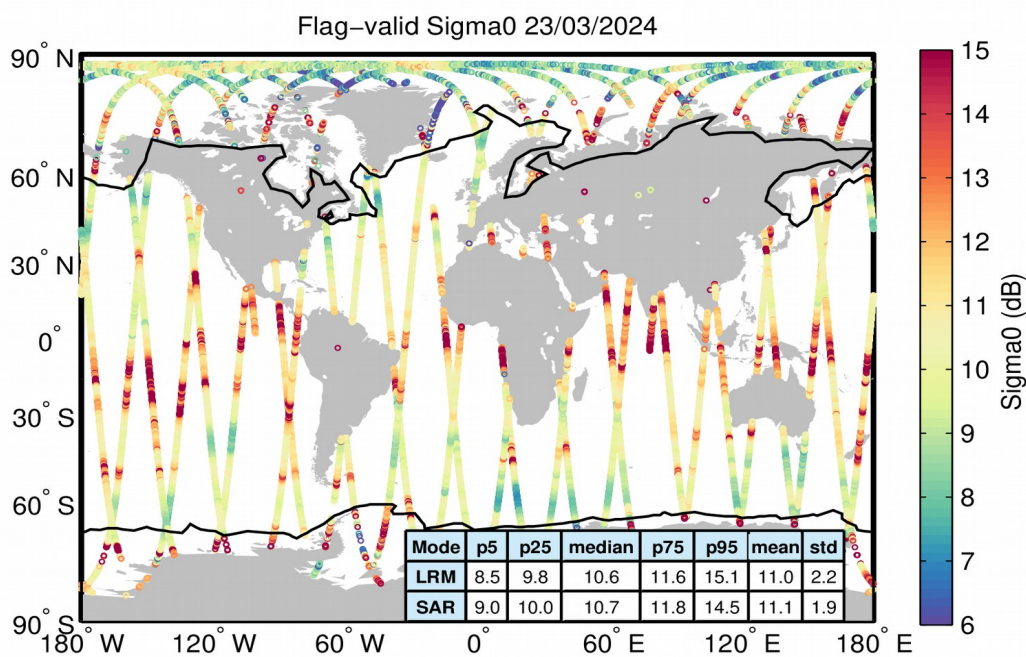 Flag−valid Sigma0 23/03/2024
90° N
60° N
30° N
0°
30° S
60° S
90° S
180° W
120° W
60° W
0°
60° E
120° E
180° E
15
14
13
12
11
10
9
8
7
6
Sigma0 (dB)
Mode p5 p25 median p75 p95 mean std
LRM 8.5 9.8 10.6 11.6 15.1 11.0 2.2
SAR 9.0 10.0 10.7 11.8 14.5 11.1 1.9